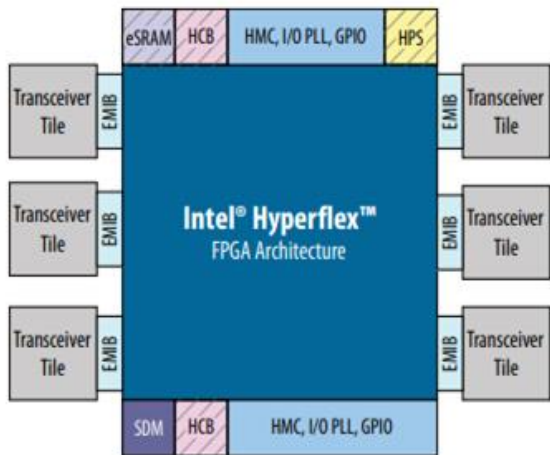 eSRAM HCB HMC, I/O PLL, GPIO HPS
Transceiver
Tile
EMIB
EMIB
Transceiver
Tile
Transceiver
Tile
EMIB
Intel® Hyperflex™
FPGA Architecture
EMIB
Transceiver
Tile
Transceiver
Tile
EMIB
EMIB
Transceiver
Tile
SDM HCB HMC, I/O PLL, GPIO